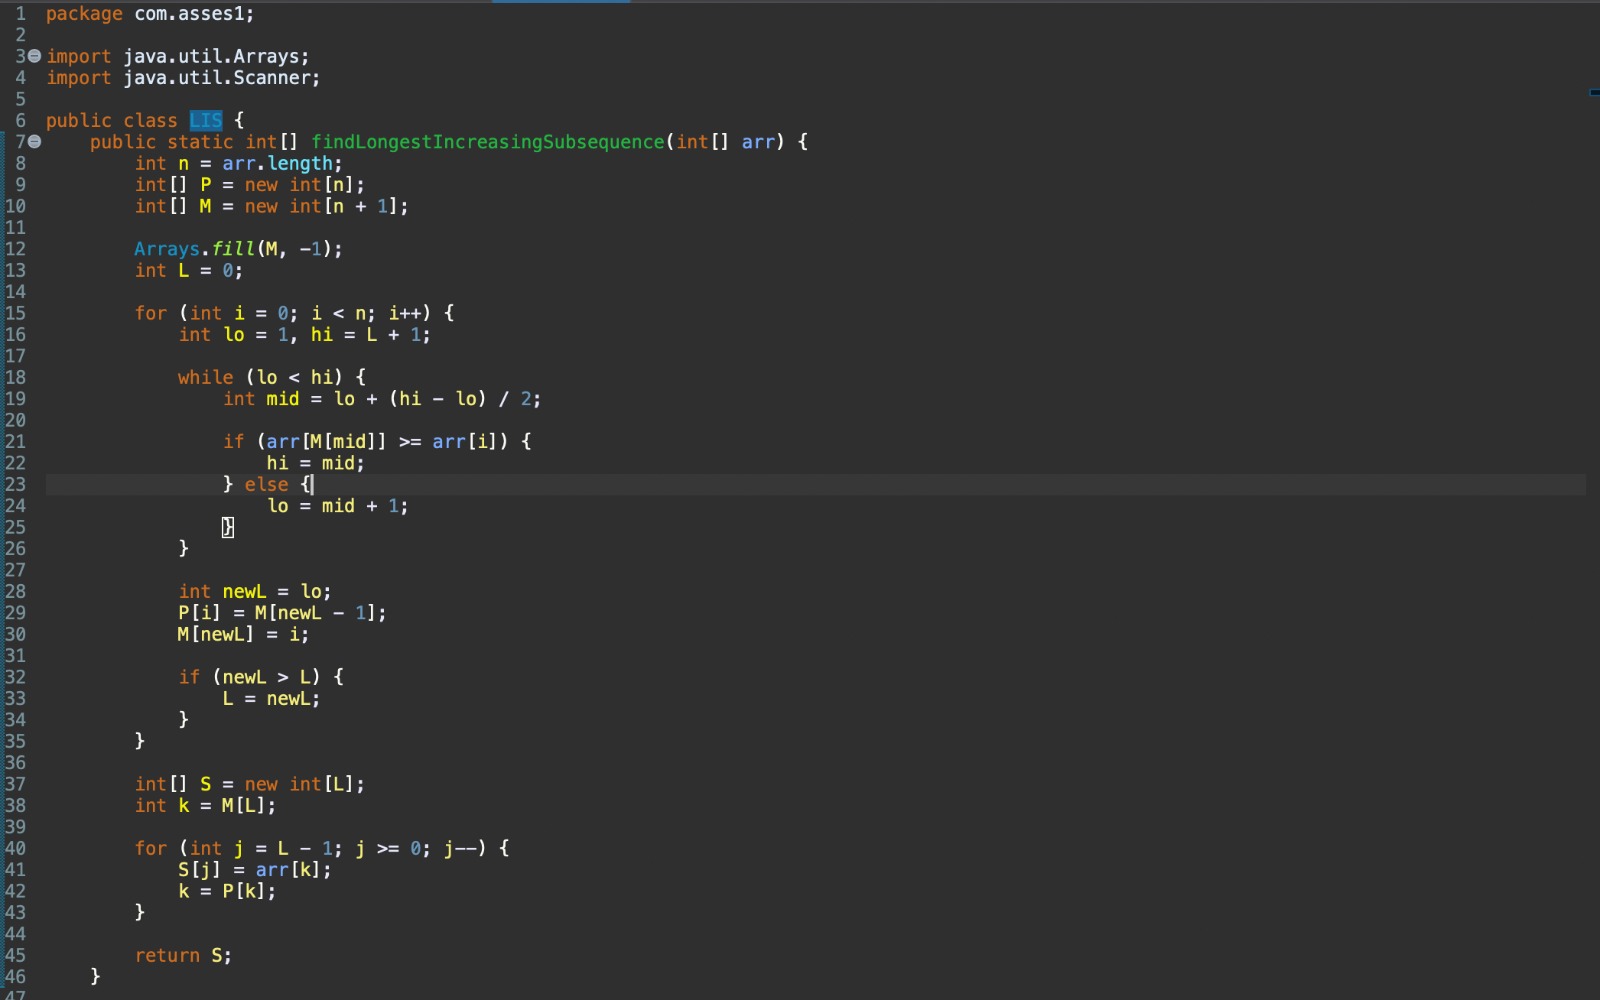 1 package com.asses1;
2
3 import java.util.Arrays;
4 import java.util.Scanner;
5
6 public class LIS {
7     public static int[] findLongestIncreasingSubsequence(int[] arr) {
8         int n = arr.length;
9         int[] P = new int[n];
10         int[] M = new int[n + 1];
11
12         Arrays.fill(M, -1);
13         int L = 0;
14
15         for (int i = 0; i < n; i++) {
16             int lo = 1, hi = L + 1;
17
18             while (lo < hi) {
19                 int mid = lo + (hi - lo) / 2;
20
21                 if (arr[M[mid]] >= arr[i]) {
22                     hi = mid;
23                 } else {
24                     lo = mid + 1;
25                 }
26             }
27
28             int newL = lo;
29             P[i] = M[newL - 1];
30             M[newL] = i;
31
32             if (newL > L) {
33                 L = newL;
34             }
35         }
36
37         int[] S = new int[L];
38         int k = M[L];
39
40         for (int j = L - 1; j >= 0; j--) {
41             S[j] = arr[k];
42             k = P[k];
43         }
44
45         return S;
46     }
47